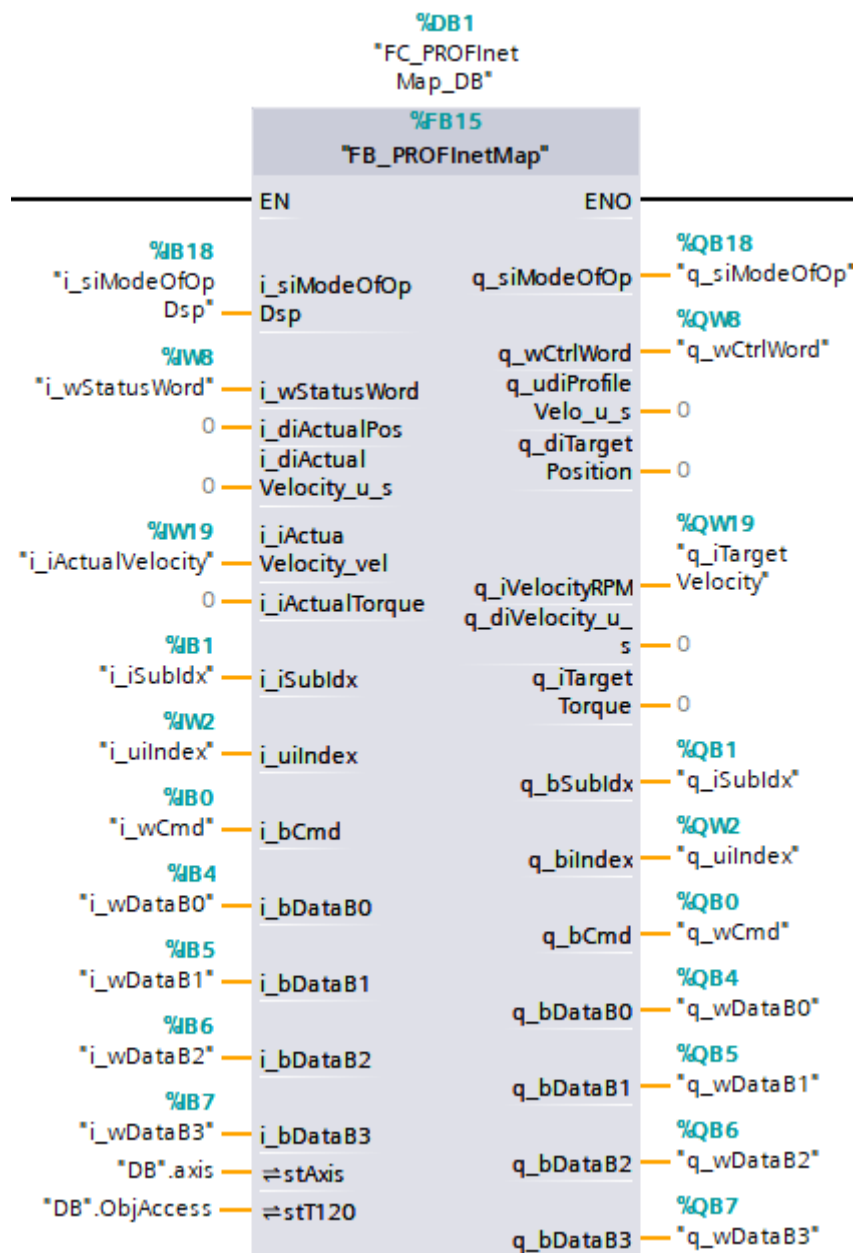 %DB1
"FC_PROFInet
Map_DB"
%FB15
"FB_PROFInetMap"
EN
ENO
%IB18
"i_siModeOfOp
Dsp"
i_siModeOfOp
Dsp
%IW8
"i_wStatusWord"
i_wStatusWord
0
i_diActualPos
0
i_diActual
Velocity_u_s
%IW19
"i_iActualVelocity"
i_iActua
Velocity_vel
0
i_iActualTorque
%IB1
"i_iSubIdx"
i_iSubIdx
%IW2
"i_uiIndex"
i_uiIndex
%IB0
"i_wCmd"
i_bCmd
%IB4
"i_wDataB0"
i_bDataB0
%IB5
"i_wDataB1"
i_bDataB1
%IB6
"i_wDataB2"
i_bDataB2
%IB7
"i_wDataB3"
i_bDataB3
"DB".axis
⇌stAxis
"DB".ObjAccess
⇌stT120
q_siModeOfOp
%QB18
"q_siModeOfOp"
q_wCtrlWord
%QW8
"q_wCtrlWord"
q_udiProfile
Velo_u_s
0
q_diTarget
Position
0
q_iVelocityRPM
%QW19
"q_iTarget
Velocity"
q_diVelocity_u_
s
0
q_iTarget
Torque
0
q_bSubIdx
%QB1
"q_iSubIdx"
q_biIndex
%QW2
"q_uiIndex"
q_bCmd
%QB0
"q_wCmd"
q_bDataB0
%QB4
"q_wDataB0"
q_bDataB1
%QB5
"q_wDataB1"
q_bDataB2
%QB6
"q_wDataB2"
q_bDataB3
%QB7
"q_wDataB3"